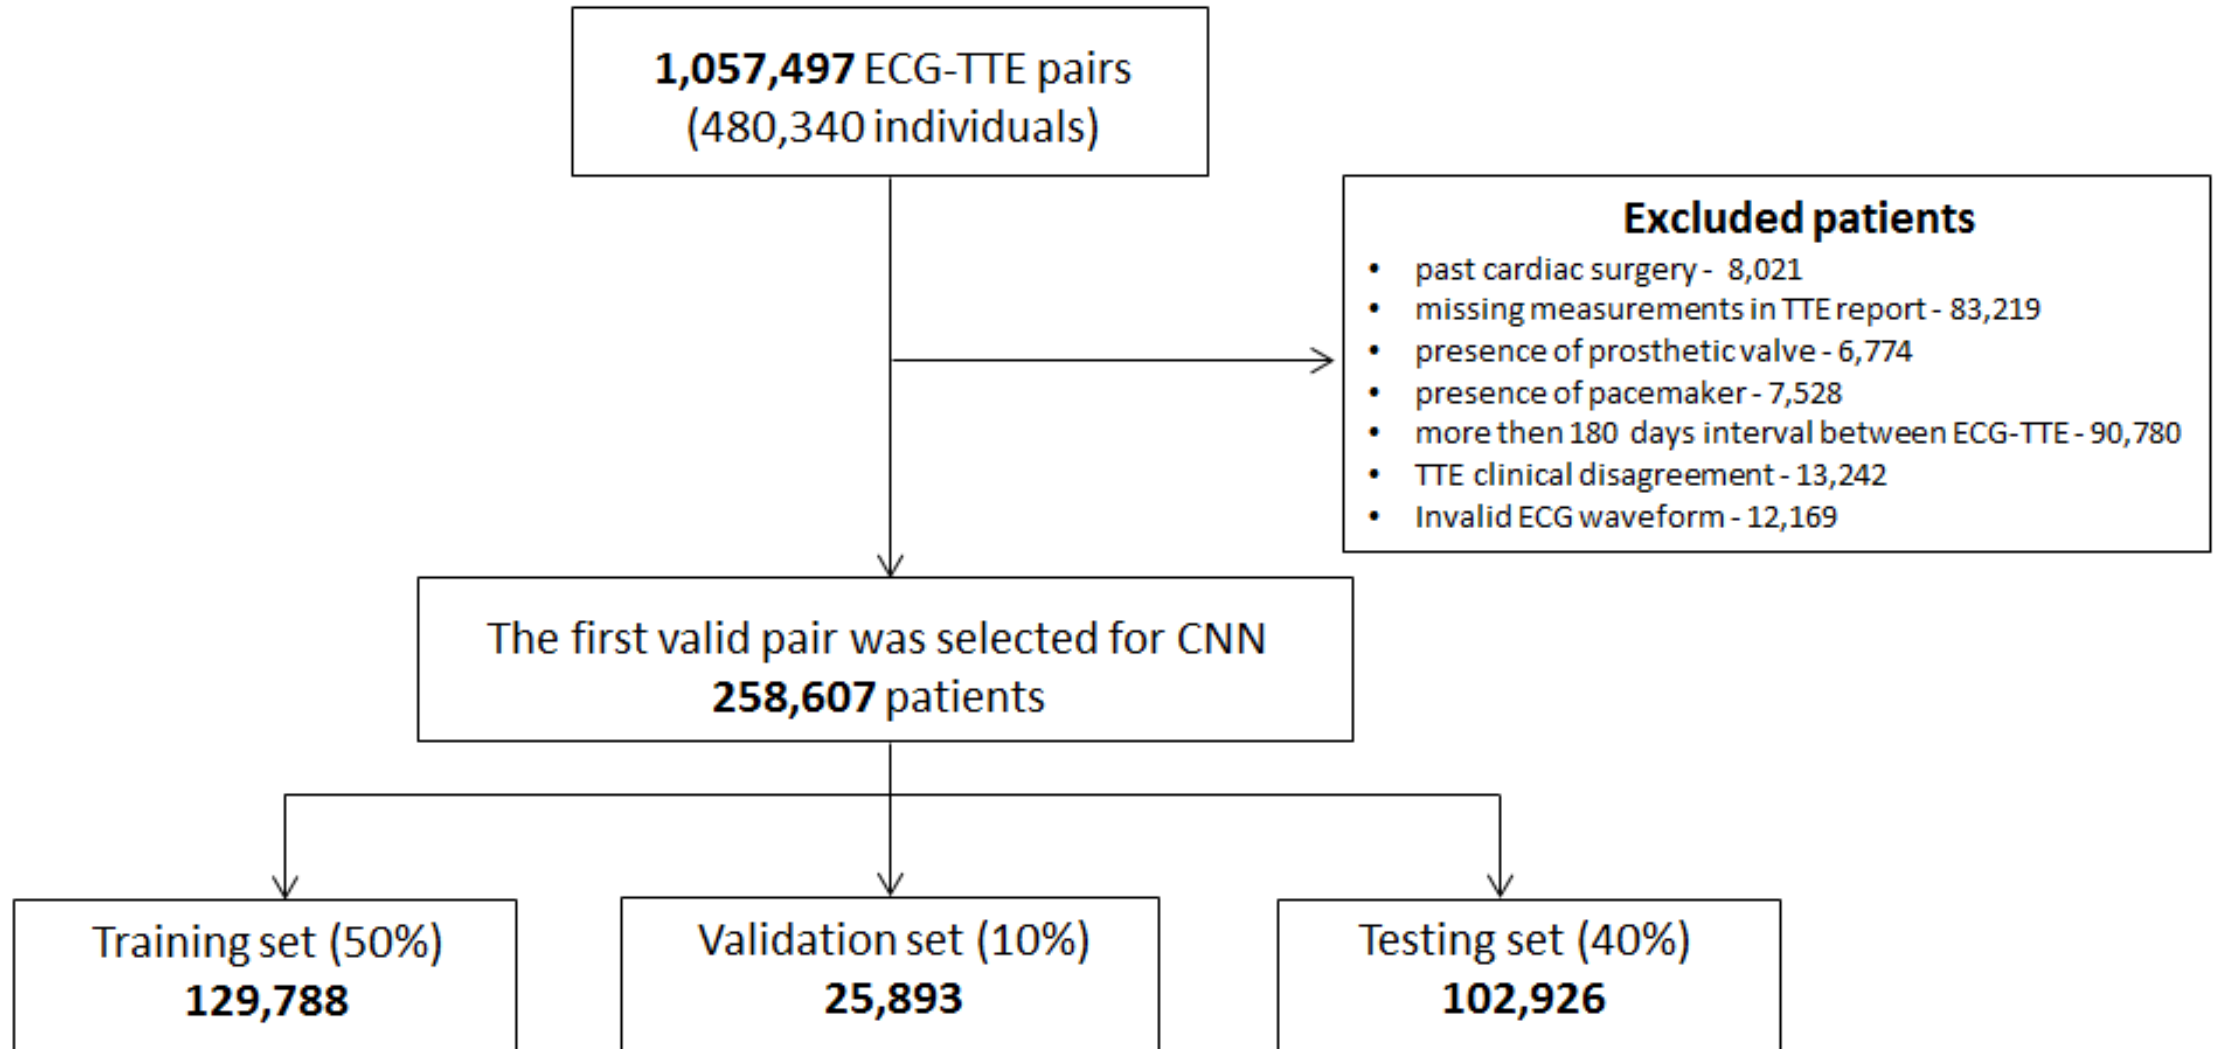 1,057,497 ECG-TTE pairs
(480,340 individuals)
Excluded patients
• past cardiac surgery - 8,021
• missing measurements in TTE report - 83,219
• presence of prosthetic valve - 6,774
• presence of pacemaker - 7,528
• more then 180 days interval between ECG-TTE - 90,780
• TTE clinical disagreement - 13,242
• Invalid ECG waveform - 12,169
The first valid pair was selected for CNN
258,607 patients
Training set (50%)
129,788
Validation set (10%)
25,893
Testing set (40%)
102,926